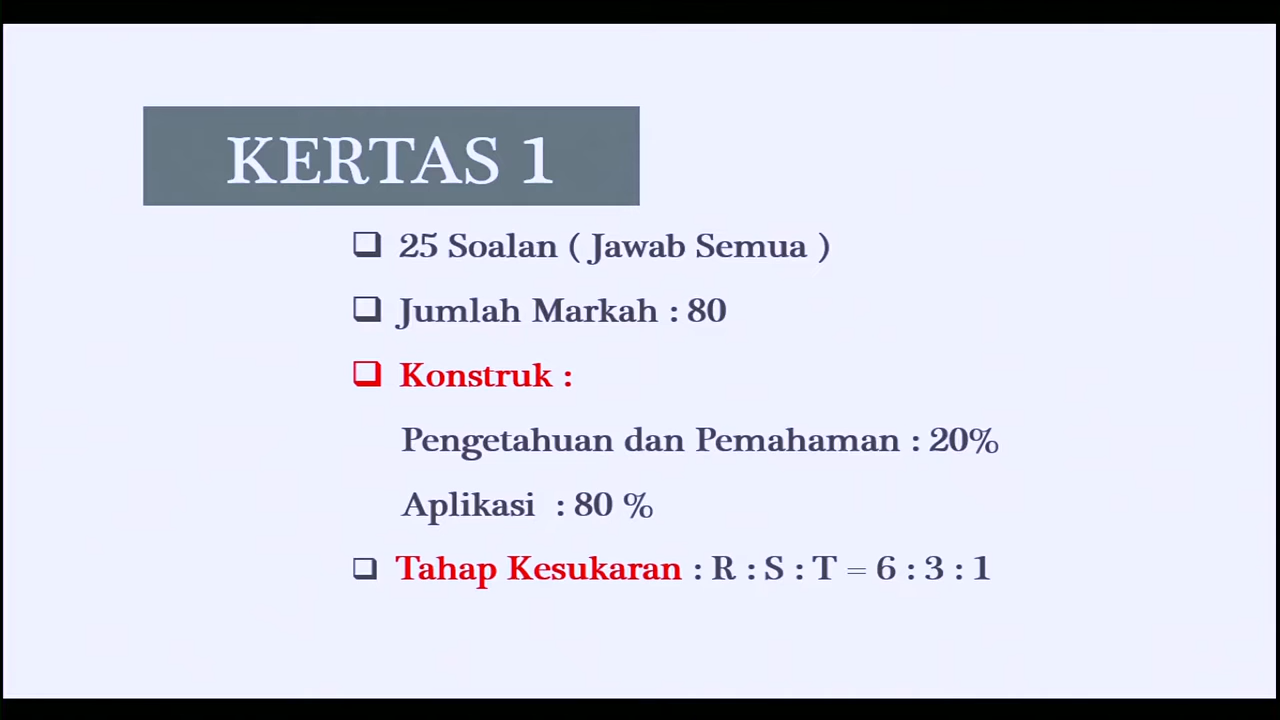 KERTAS 1
25 Soalan ( Jawab Semua )
Jumlah Markah : 80
Konstruk :
Pengetahuan dan Pemahaman : 20%
Aplikasi : 80 %
Tahap Kesukaran : R : S : T = 6 : 3 : 1